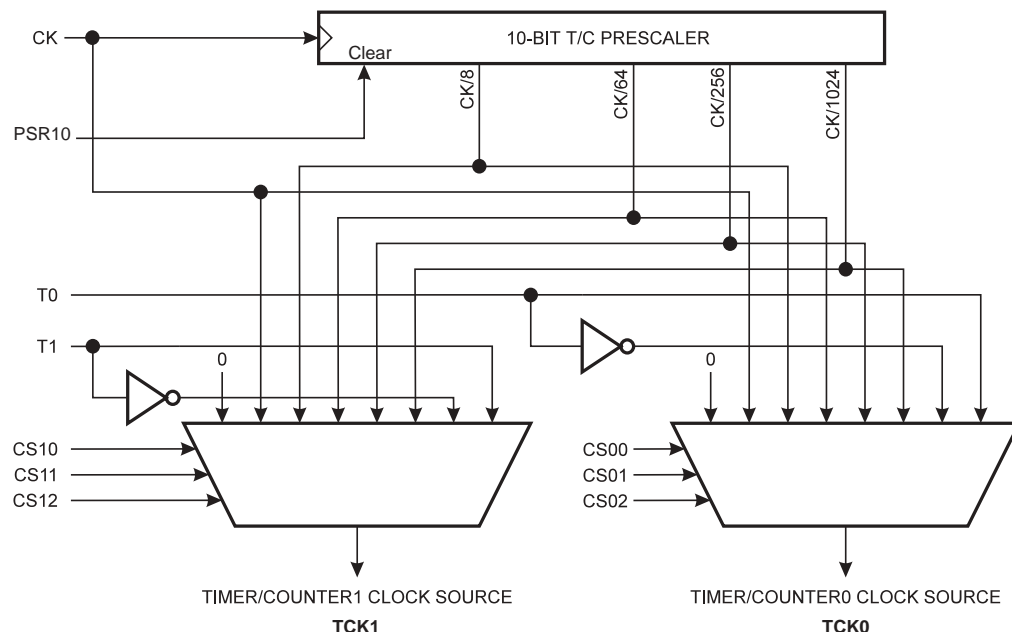 CK
10-BIT T/C PRESCALER
Clear
CK/8
CK/64
CK/256
CK/1024
PSR10
T0
T1
0
0
CS10
CS11
CS12
CS00
CS01
CS02
TIMER/COUNTER1 CLOCK SOURCE
TCK1
TIMER/COUNTER0 CLOCK SOURCE
TCK0